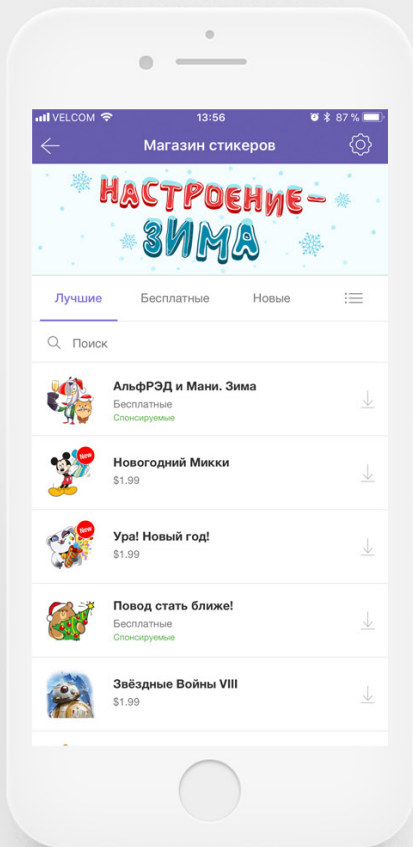 VELCOM 13:56 87 %
Магазин стикеров
НАСТРОЕНИЕ-
ЗИМА
Лучшие Бесплатные Новые
Поиск
АльфРЭД и Мани. Зима
Бесплатные
Спонсируемые
New
Новогодний Микки
$1.99
New
Ура! Новый год!
$1.99
Повод стать ближе!
Бесплатные
Спонсируемые
Звёздные Войны VIII
$1.99